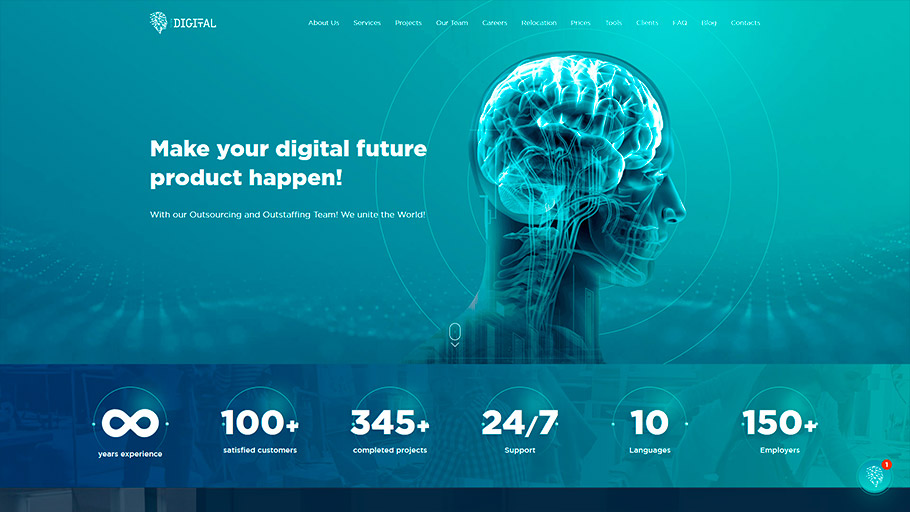 DIGITAL
About Us Services Projects Our Team Careers Relocation Prices Tools Clients FAQ Blog Contacts
Make your digital future
product happen!
With our Outsourcing and Outstaffing Team! We unite the World!
∞ 100+ 345+ 24/7 10 150+
years experience satisfied customers completed projects Support Languages Employers
1